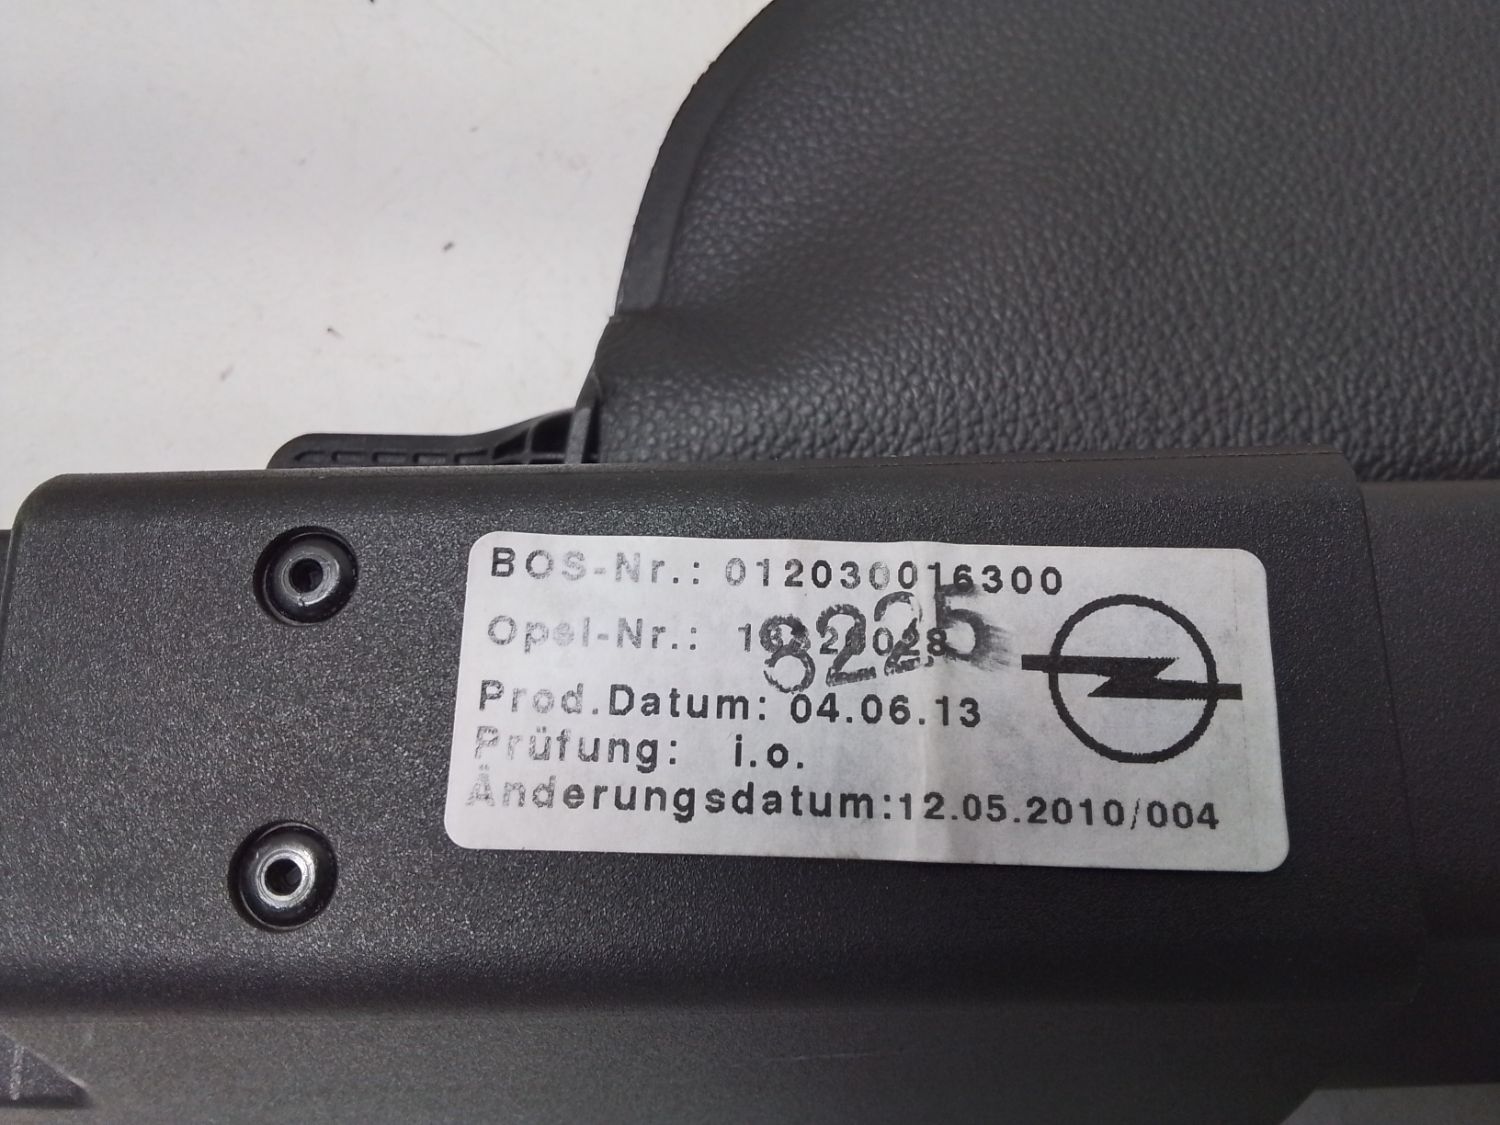 BOS-Nr.: 012030016300
Opel-Nr.:
8225
Prod.Datum: 04.06.13
Prüfung: i.o.
Änderungsdatum:12.05.2010/004